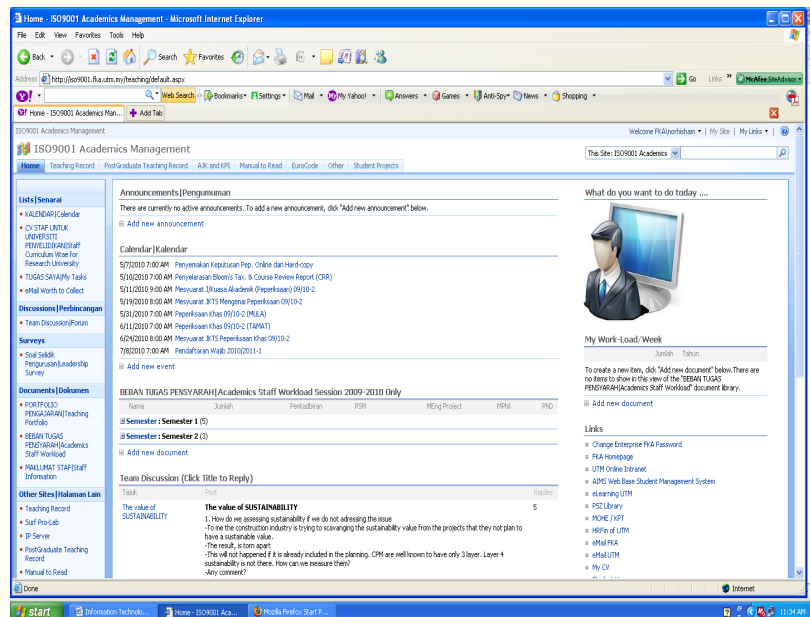 Home - ISO9001 Academics Management - Microsoft Internet Explorer
File Edit View Favorites Tools Help
Back Search Favorites
Address http://iso9001.fka.utm.my/teaching/default.aspx Go Links McAfee SiteAdvisor
Web Search Bookmarks Settings Mail My Yahoo! Answers Games Anti-Spy News Shopping
Home - ISO9001 Academics Man... Add Tab
ISO9001 Academics Management Welcome FKA\norhisham My Site | My Links
ISO9001 Academics Management This Site: ISO9001 Academics
Home Teaching Record PostGraduate Teaching Record AJK and KPI Manual to Read EuroCode Other Student Projects
Lists|Senarai
KALENDAR|Calendar
CV STAF UNTUK
UNIVERSITI
PENYELIDIKAN|Staff
Curriculum Vitae for
Research University
TUGAS SAYA|My Tasks
eMail Worth to Collect
Discussions|Perbincangan
Team Discussion|Forum
Surveys
Soal Selidik
Pengurusan|Leadership
Survey
Documents|Dokumen
PORTFOLIO
PENGAJARAN|Teaching
Portfolio
BEBAN TUGAS
PENSYARAH|Academics
Staff Workload
MAKLUMAT STAF|Staff
Information
Other Sites|Halaman Lain
Teaching Record
Surf Pro-Lab
IP Server
PostGraduate Teaching
Record
Manual to Read
Announcements|Pengumuman
There are currently no active announcements. To add a new announcement, click "Add new announcement" below.
Add new announcement
Calendar|Kalendar
5/7/2010 7:00 AM Penyemakan Keputusan Pep. Online dan Hard-copy
5/10/2010 7:00 AM Penyelarasan Bloom's Tax. & Course Review Report (CRR)
5/11/2010 9:00 AM Mesyuarat J/Kuasa Akademik (Peperiksaan) 09/10-2
5/19/2010 8:00 AM Mesyuarat JKTS Mengenai Peperiksaan 09/10-2
5/31/2010 7:00 AM Peperiksaan Khas 09/10-2 (MULA)
6/11/2010 7:00 AM Peperiksaan Khas 09/10-2 (TAMAT)
6/24/2010 8:00 AM Mesyuarat JKTS Peperiksaan Khas 09/10-2
7/8/2010 7:00 AM Pendaftaran Wajib 2010/2011-1
Add new event
BEBAN TUGAS PENSYARAH|Academics Staff Workload Session 2009-2010 Only
Nama Jumlah Pentadbiran PSM MEng Project MPhil PhD
Semester : Semester 1 (5)
Semester : Semester 2 (3)
Add new document
Team Discussion (Click Title to Reply)
Tajuk Post Replies
The value of SUSTAINABILITY The value of SUSTAINABILITY 5
1. How do we assessing sustainability if we do not adressing the issue
-To me the construction industry is trying to scavanging the sustainability value from the projects that they not plan to
have a sustainable value.
-The result, is torn apart
-This will not happened if it is already included in the planning. CPM are well known to have only 3 layer. Layer 4
sustainability is not there. How can we measure them?
-Any comment?
What do you want to do today ....
My Work-Load/Week
Jumlah Tahun
To create a new item, click "Add new document" below.There are
no items to show in this view of the "BEBAN TUGAS
PENSYARAH|Academics Staff Workload" document library.
Add new document
Links
Change Enterprise FKA Password
FKA Homepage
UTM Online Intranet
AIMS Web Base Student Management System
eLearning UTM
PSZ Library
MOHE / KPT
HRFin of UTM
eMail FKA
eMail UTM
My CV
Done Internet
start Information Technolo... Home - ISO9001 Aca... Mozilla Firefox Start P... 11:34 AM